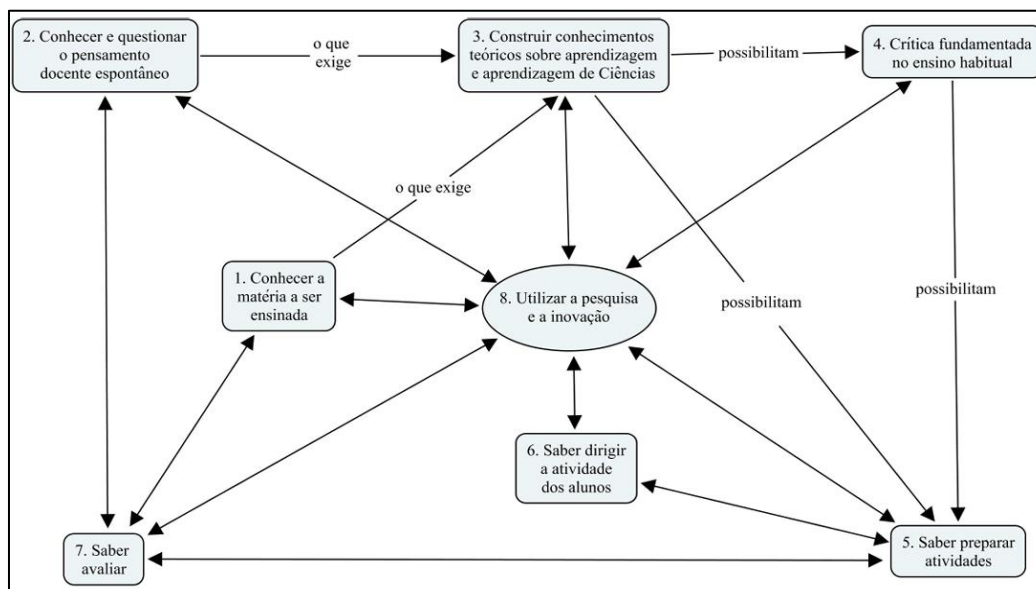 2. Conhecer e questionar
o pensamento
docente espontâneo
o que
exige
3. Construir conhecimentos
teóricos sobre aprendizagem
e aprendizagem de Ciências
possibilitam
4. Crítica fundamentada
no ensino habitual
o que exige
1. Conhecer a
matéria a ser
ensinada
8. Utilizar a pesquisa
e a inovação
possibilitam
possibilitam
6. Saber dirigir
a atividade
dos alunos
7. Saber
avaliar
5. Saber preparar
atividades